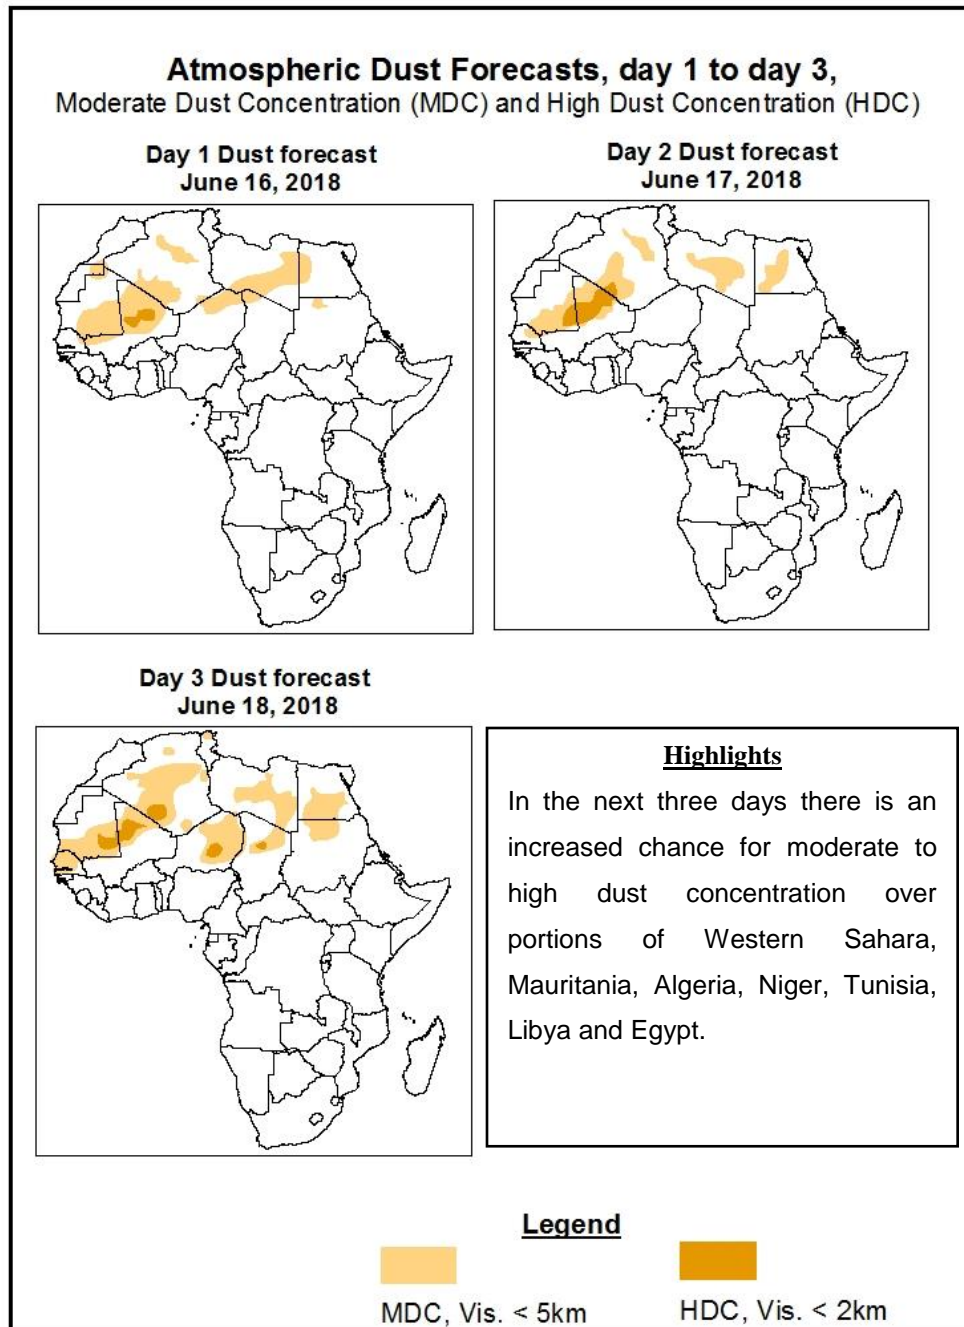 Atmospheric Dust Forecasts, day 1 to day 3,
Moderate Dust Concentration (MDC) and High Dust Concentration (HDC)
Day 1 Dust forecast
June 16, 2018
Day 2 Dust forecast
June 17, 2018
Day 3 Dust forecast
June 18, 2018
Highlights
In the next three days there is an
increased chance for moderate to
high dust concentration over
portions of Western Sahara,
Mauritania, Algeria, Niger, Tunisia,
Libya and Egypt.
Legend
MDC, Vis. < 5km
HDC, Vis. < 2km